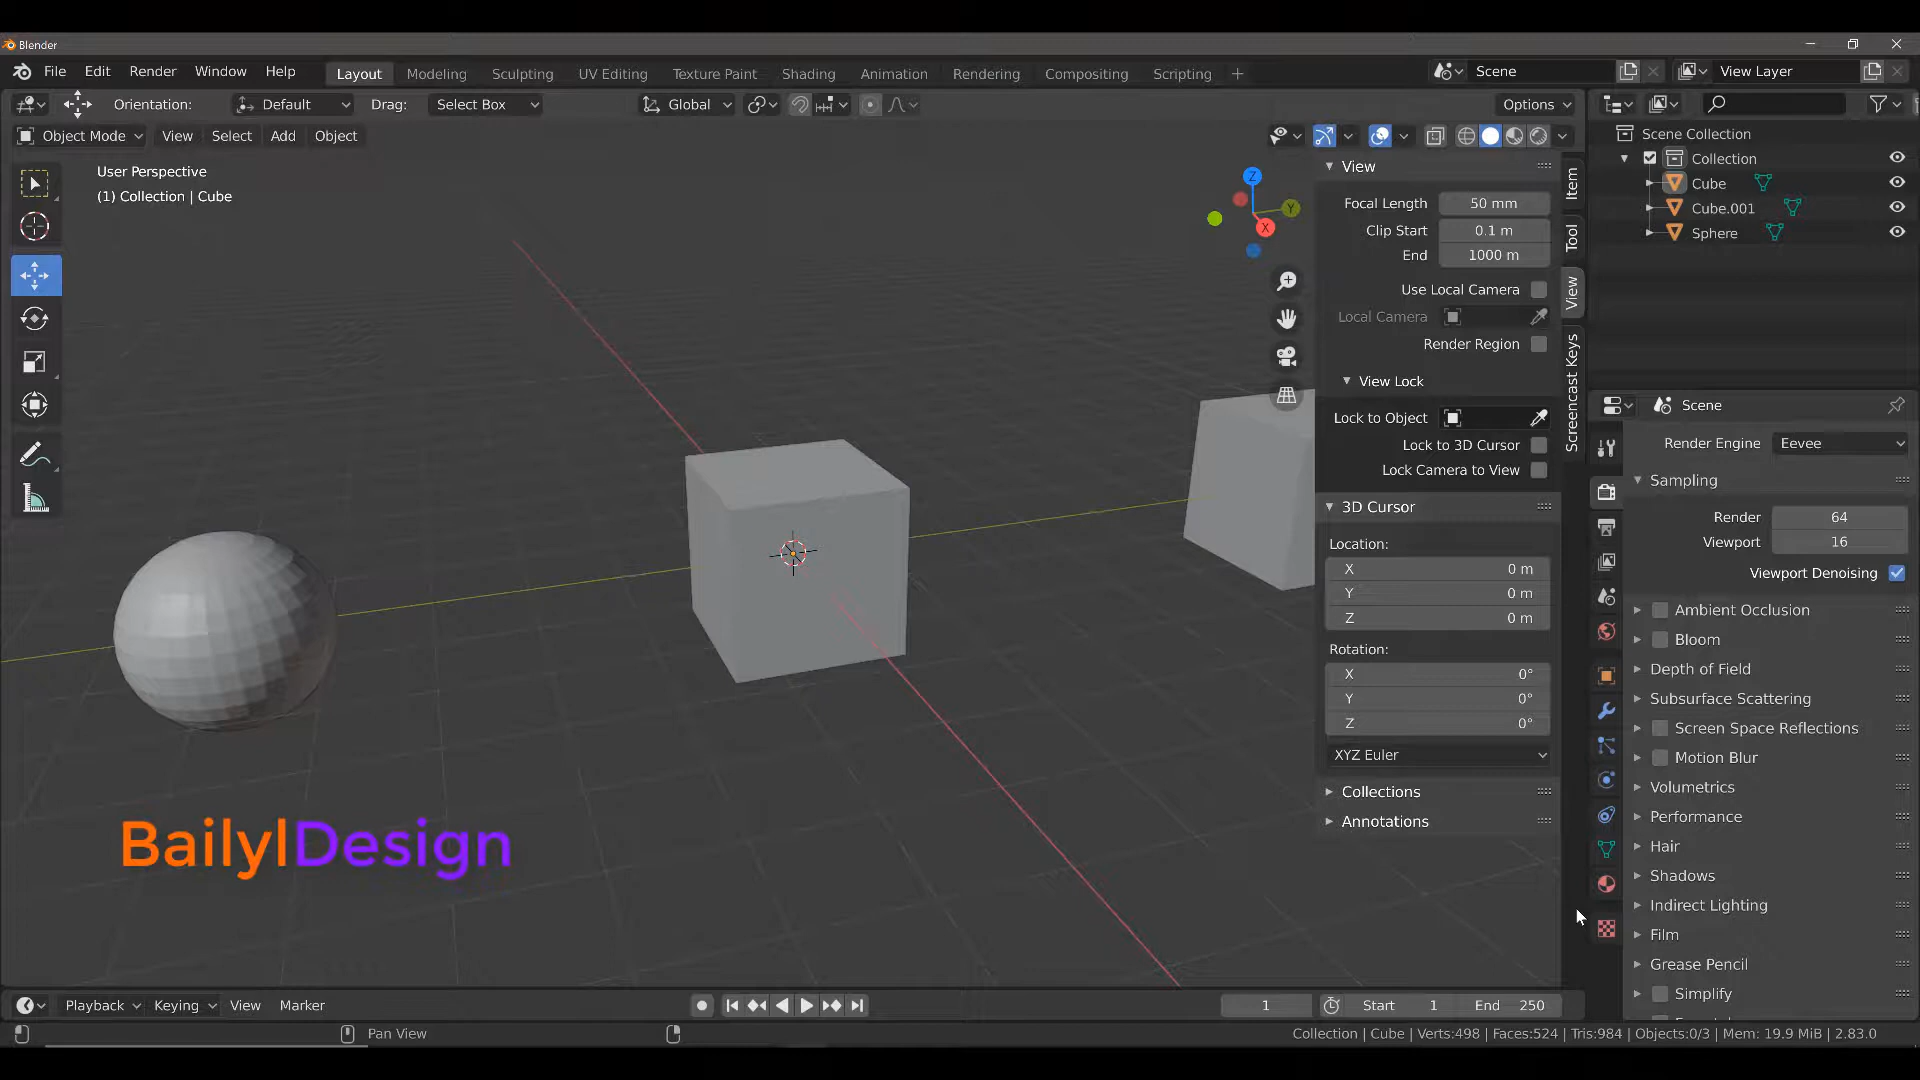 Blender
File Edit Render Window Help Layout Modeling Sculpting UV Editing Texture Paint Shading Animation Rendering Compositing Scripting + Scene View Layer
Orientation: Default Drag: Select Box Global Options
Object Mode View Select Add Object
User Perspective
(1) Collection | Cube
Z
Y
X
View
Focal Length 50 mm
Clip Start 0.1 m
End 1000 m
Use Local Camera
Local Camera
Render Region
View Lock
Lock to Object
Lock to 3D Cursor
Lock Camera to View
3D Cursor
Location:
X 0 m
Y 0 m
Z 0 m
Rotation:
X 0°
Y 0°
Z 0°
XYZ Euler
Collections
Annotations
Item
Tool
View
Screencast Keys
Scene Collection
Collection
Cube
Cube.001
Sphere
Scene
Render Engine Eevee
Sampling
Render 64
Viewport 16
Viewport Denoising
Ambient Occlusion
Bloom
Depth of Field
Subsurface Scattering
Screen Space Reflections
Motion Blur
Volumetrics
Performance
Hair
Shadows
Indirect Lighting
Film
Grease Pencil
Simplify
BailylDesign
Playback Keying View Marker 1 Start 1 End 250
Pan View Collection | Cube | Verts:498 | Faces:524 | Tris:984 | Objects:0/3 | Mem: 19.9 MiB | 2.83.0